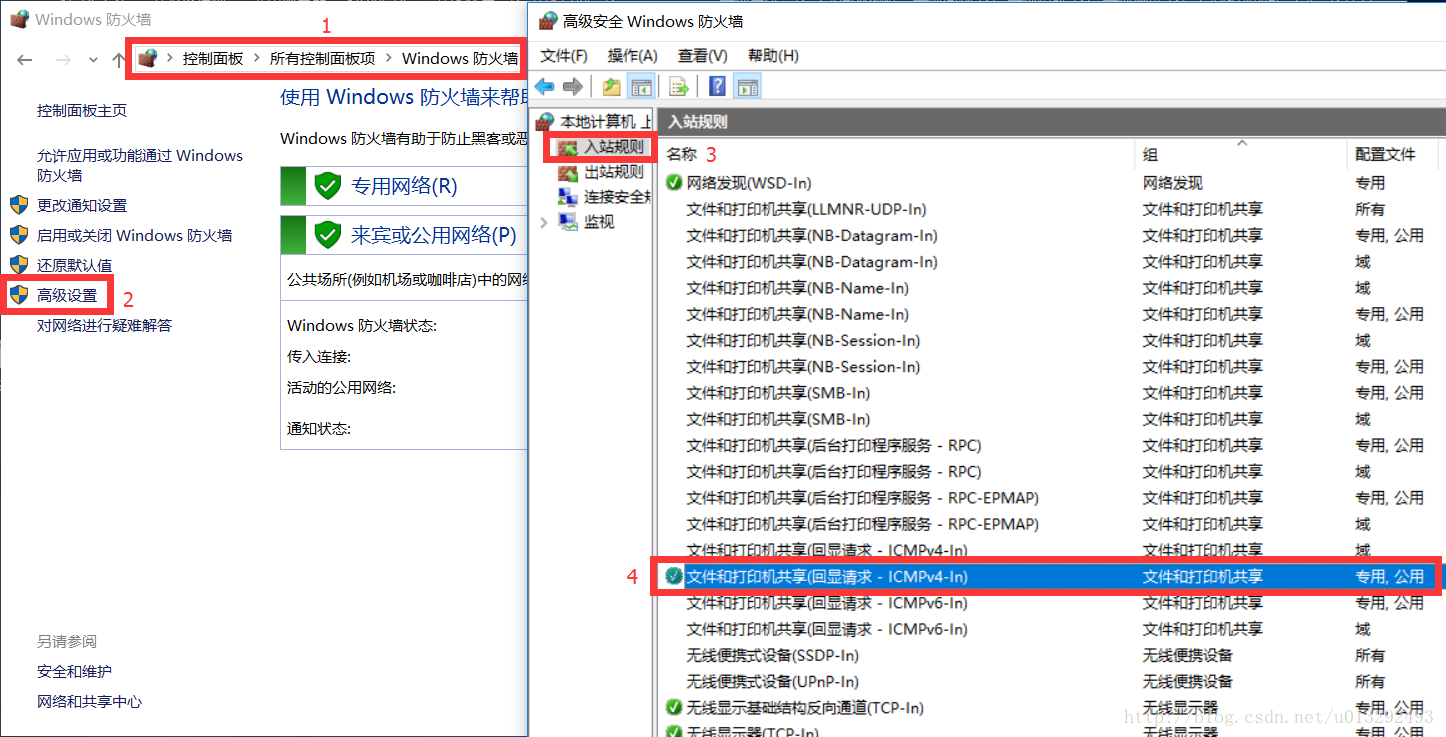 Windows 防火墙
1
控制面板 所有控制面板项 Windows 防火墙
控制面板主页
允许应用或功能通过 Windows
防火墙
更改通知设置
启用或关闭 Windows 防火墙
还原默认值
高级设置
2
对网络进行疑难解答
另请参阅
安全和维护
网络和共享中心
使用 Windows 防火墙来帮助
Windows 防火墙有助于防止黑客或恶
专用网络(R)
来宾或公用网络(P)
公共场所(例如机场或咖啡店)中的网络
Windows 防火墙状态:
传入连接:
活动的公用网络:
通知状态:
高级安全 Windows 防火墙
文件(F) 操作(A) 查看(V) 帮助(H)
本地计算机 上
入站规则
出站规则
连接安全规
监视
入站规则
名称 3 组 配置文件
网络发现(WSD-In) 网络发现 专用
文件和打印机共享(LLMNR-UDP-In) 文件和打印机共享 所有
文件和打印机共享(NB-Datagram-In) 文件和打印机共享 专用, 公用
文件和打印机共享(NB-Datagram-In) 文件和打印机共享 域
文件和打印机共享(NB-Name-In) 文件和打印机共享 域
文件和打印机共享(NB-Name-In) 文件和打印机共享 专用, 公用
文件和打印机共享(NB-Session-In) 文件和打印机共享 域
文件和打印机共享(NB-Session-In) 文件和打印机共享 专用, 公用
文件和打印机共享(SMB-In) 文件和打印机共享 专用, 公用
文件和打印机共享(SMB-In) 文件和打印机共享 域
文件和打印机共享(后台打印程序服务 - RPC) 文件和打印机共享 专用, 公用
文件和打印机共享(后台打印程序服务 - RPC) 文件和打印机共享 域
文件和打印机共享(后台打印程序服务 - RPC-EPMAP) 文件和打印机共享 专用, 公用
文件和打印机共享(后台打印程序服务 - RPC-EPMAP) 文件和打印机共享 域
文件和打印机共享(回显请求 - ICMPv4-In) 文件和打印机共享 域
4 文件和打印机共享(回显请求 - ICMPv4-In) 文件和打印机共享 专用, 公用
文件和打印机共享(回显请求 - ICMPv6-In) 文件和打印机共享 专用, 公用
文件和打印机共享(回显请求 - ICMPv6-In) 文件和打印机共享 域
无线便携式设备(SSDP-In) 无线便携设备 所有
无线便携式设备(UPnP-In) 无线便携设备 所有
无线显示基础结构反向通道(TCP-In) 无线显示器 专用, 公用
无线显示器(TCP-In) 无线显示器 专用, 公用
http://blog.csdn.net/u013292493